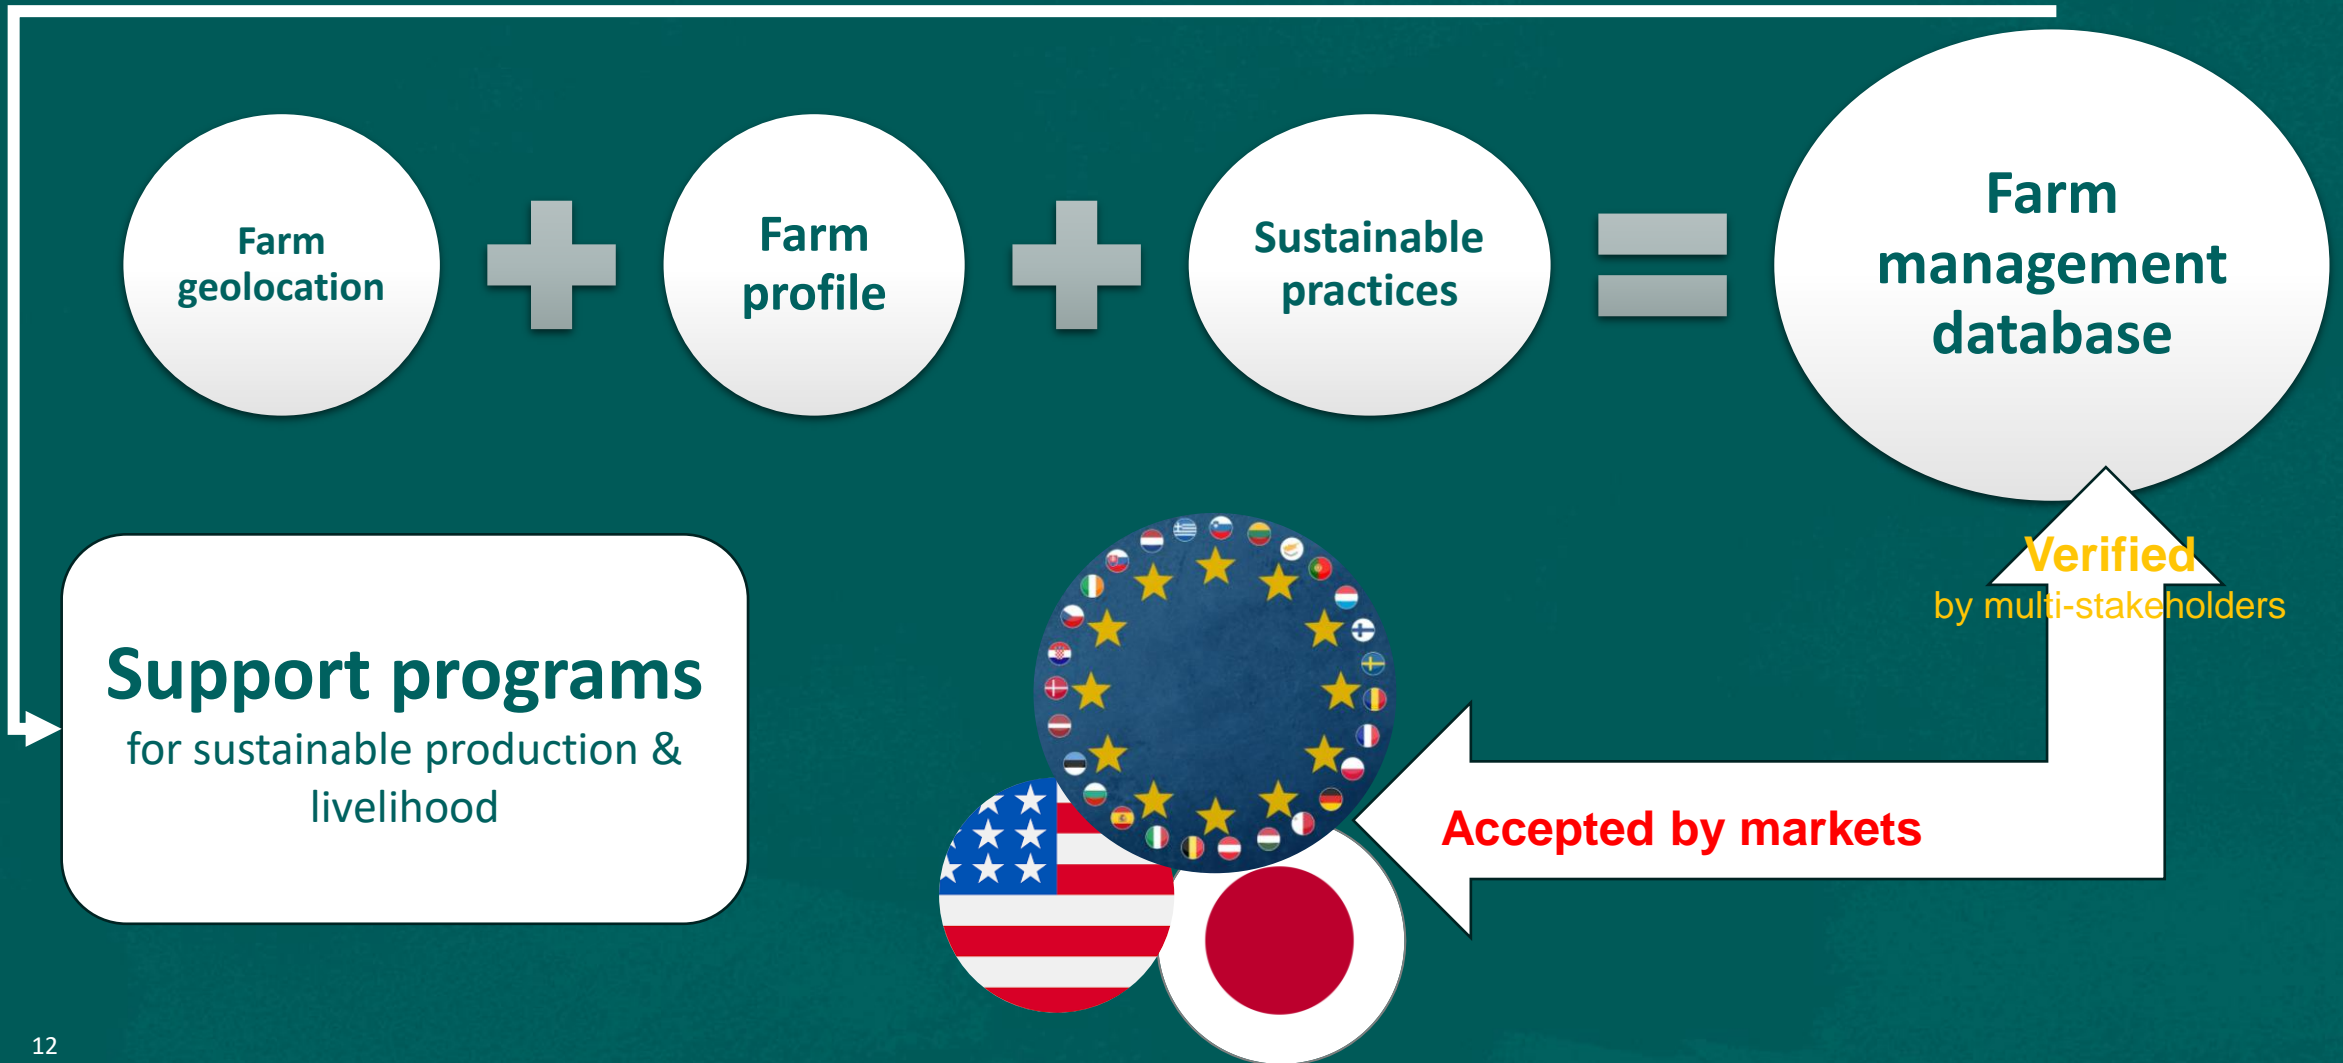 Farm
geolocation
Farm
profile
Sustainable
practices
Farm
management
database
Verified
by multi-stakeholders
Support programs
for sustainable production &
livelihood
Accepted by markets
12